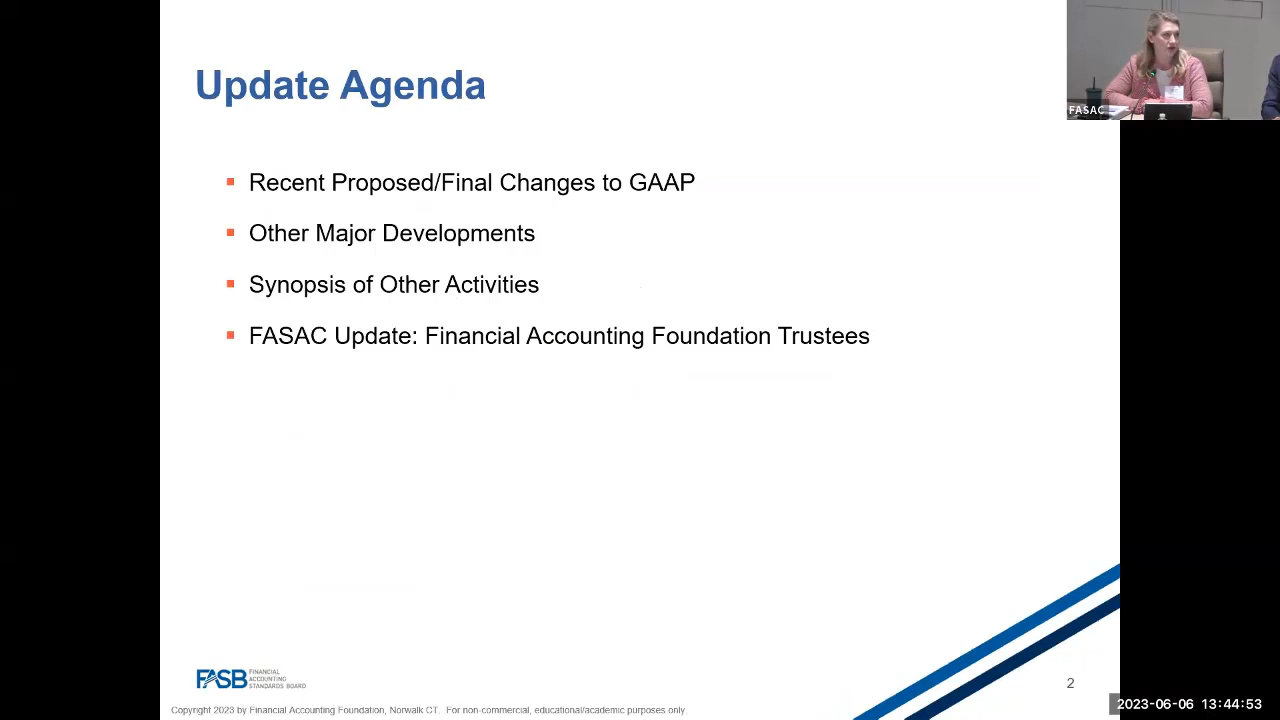 Update Agenda
FASAC
Recent Proposed/Final Changes to GAAP
Other Major Developments
Synopsis of Other Activities
FASAC Update: Financial Accounting Foundation Trustees
FASB
FINANCIAL
ACCOUNTING
STANDARDS BOARD
2
Copyright 2023 by Financial Accounting Foundation, Norwalk CT. For non-commercial, educational/academic purposes only.
2023-06-06 13:44:53